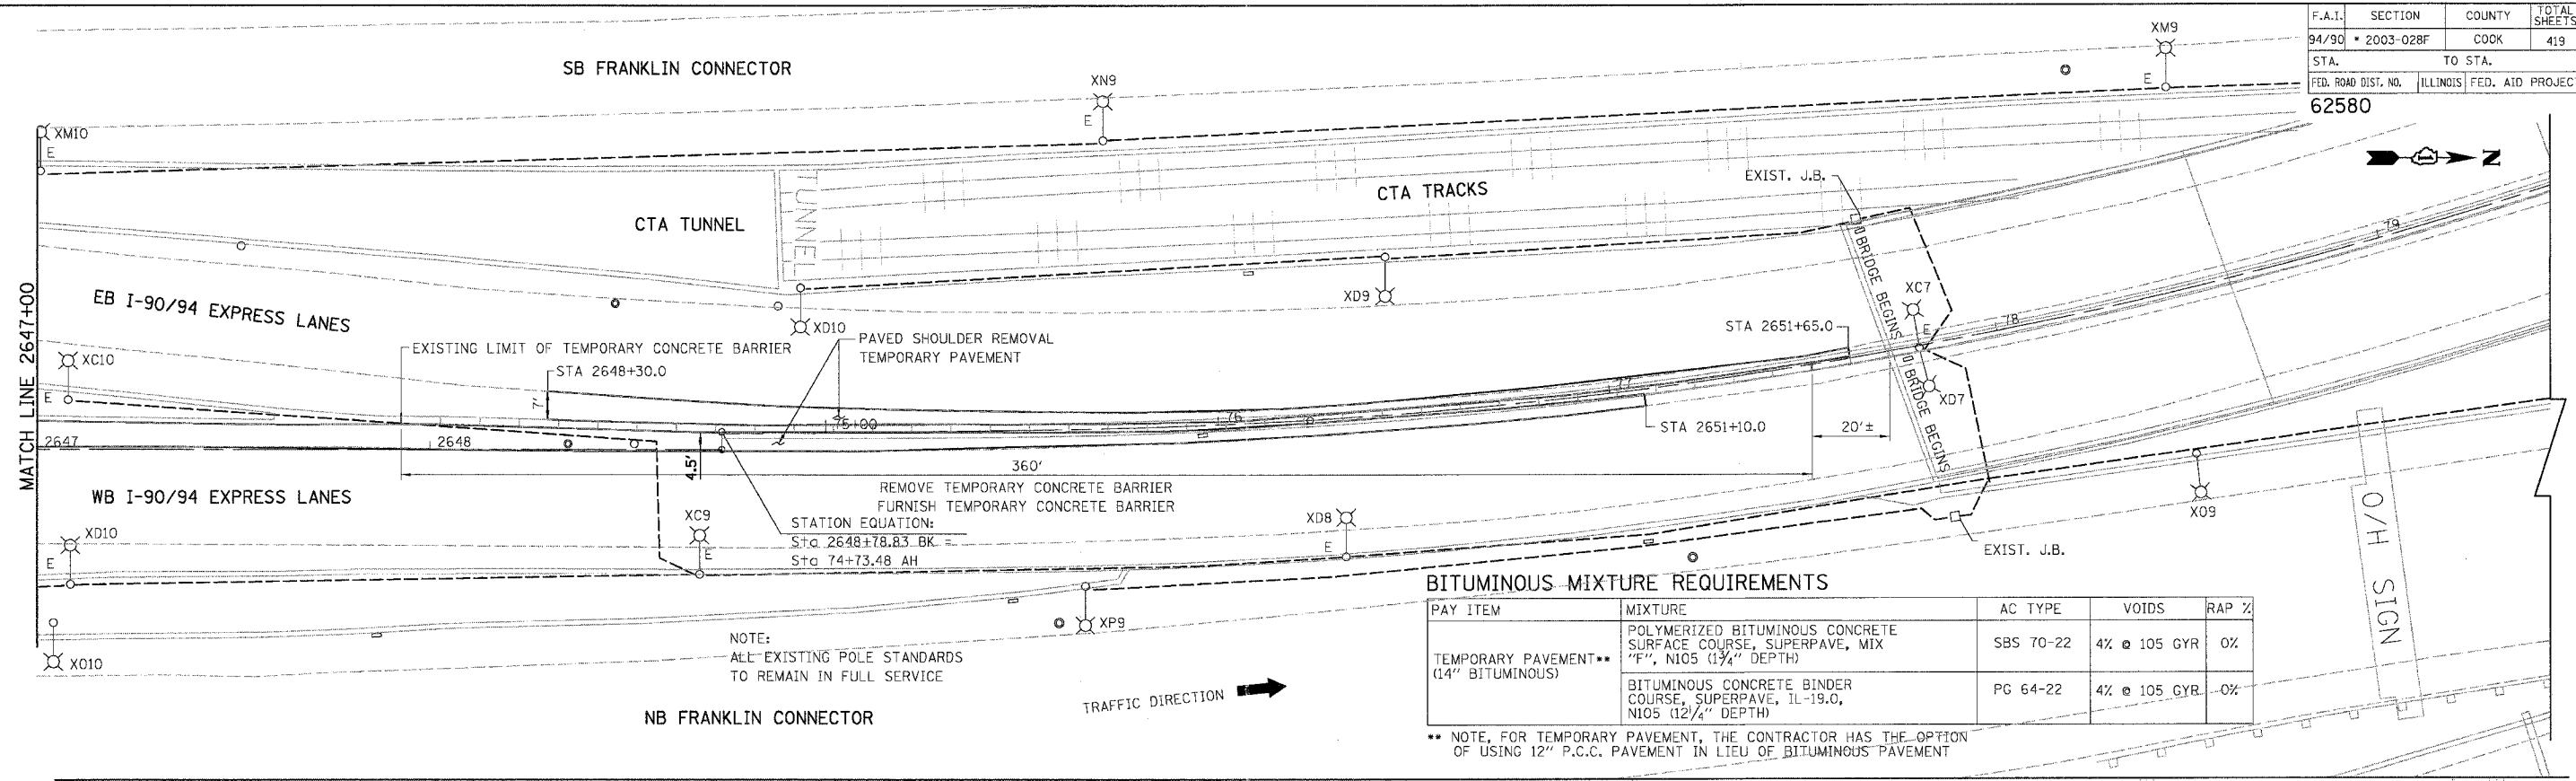 F.A.I. SECTION COUNTY TOTAL SHEETS
94/90 * 2003-028F COOK 419
STA. TO STA.
FED. ROAD DIST. NO. ILLINOIS FED. AID PROJECT
62580
N
XM9
E
SB FRANKLIN CONNECTOR
XN9
E
XM10
E
CTA TUNNEL
TUNNEL
CTA TRACKS
EXIST. J.B.
BRIDGE BEGINS
79
MATCH LINE 2647+00
EB I-90/94 EXPRESS LANES
XD10
XD9
XC7
E
78
STA 2651+65.0
EXISTING LIMIT OF TEMPORARY CONCRETE BARRIER
PAVED SHOULDER REMOVAL
TEMPORARY PAVEMENT
XC10
E
STA 2648+30.0
7'
BRIDGE BEGINS
XD7
77
76
75+00
2647
2648
STA 2651+10.0
20'±
4.5'
360'
REMOVE TEMPORARY CONCRETE BARRIER
FURNISH TEMPORARY CONCRETE BARRIER
WB I-90/94 EXPRESS LANES
STATION EQUATION:
Sta 2648+78.83 BK =
Sta 74+73.48 AH
XD10
E
XC9
E
XD8
E
XO9
O/H SIGN
EXIST. J.B.
XP9
XO10
NOTE:
ALL EXISTING POLE STANDARDS
TO REMAIN IN FULL SERVICE
TRAFFIC DIRECTION
NB FRANKLIN CONNECTOR
BITUMINOUS MIXTURE REQUIREMENTS
PAY ITEM MIXTURE AC TYPE VOIDS RAP %
TEMPORARY PAVEMENT**
(14" BITUMINOUS)
POLYMERIZED BITUMINOUS CONCRETE
SURFACE COURSE, SUPERPAVE, MIX
"F", N105 (1¾" DEPTH)
SBS 70-22 4% @ 105 GYR 0%
BITUMINOUS CONCRETE BINDER
COURSE, SUPERPAVE, IL-19.0,
N105 (12¼" DEPTH)
PG 64-22 4% @ 105 GYR 0%
** NOTE, FOR TEMPORARY PAVEMENT, THE CONTRACTOR HAS THE OPTION
OF USING 12" P.C.C. PAVEMENT IN LIEU OF BITUMINOUS PAVEMENT